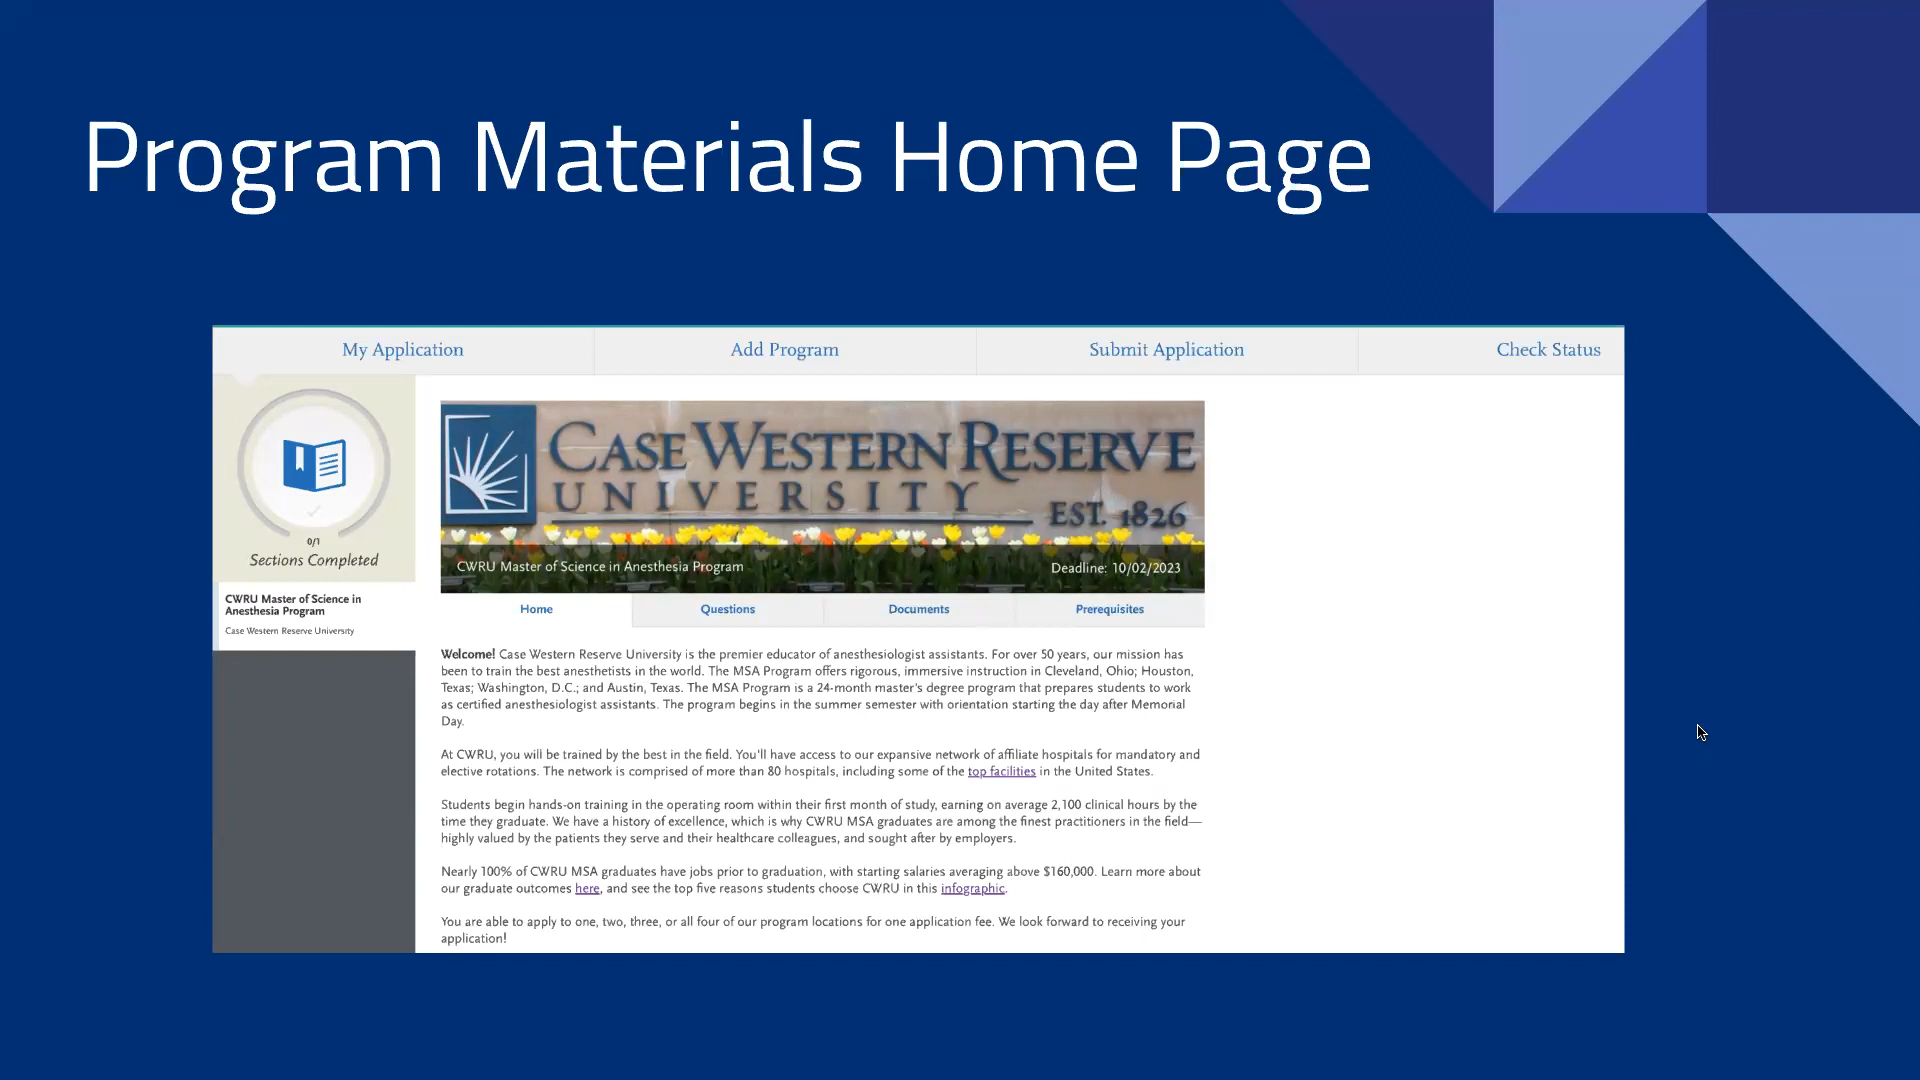 Program Materials Home Page
My Application
Add Program
Submit Application
Check Status
0/1
Sections Completed
CWRU Master of Science in
Anesthesia Program
Case Western Reserve University
CASE WESTERN RESERVE
UNIVERSITY
EST. 1826
CWRU Master of Science in Anesthesia Program
Deadline: 10/02/2023
Home
Questions
Documents
Prerequisites
Welcome! Case Western Reserve University is the premier educator of anesthesiologist assistants. For over 50 years, our mission has
been to train the best anesthetists in the world. The MSA Program offers rigorous, immersive instruction in Cleveland, Ohio; Houston,
Texas; Washington, D.C.; and Austin, Texas. The MSA Program is a 24-month master's degree program that prepares students to work
as certified anesthesiologist assistants. The program begins in the summer semester with orientation starting the day after Memorial
Day.
At CWRU, you will be trained by the best in the field. You'll have access to our expansive network of affiliate hospitals for mandatory and
elective rotations. The network is comprised of more than 80 hospitals, including some of the top facilities in the United States.
Students begin hands-on training in the operating room within their first month of study, earning on average 2,100 clinical hours by the
time they graduate. We have a history of excellence, which is why CWRU MSA graduates are among the finest practitioners in the field—
highly valued by the patients they serve and their healthcare colleagues, and sought after by employers.
Nearly 100% of CWRU MSA graduates have jobs prior to graduation, with starting salaries averaging above $160,000. Learn more about
our graduate outcomes here, and see the top five reasons students choose CWRU in this infographic.
You are able to apply to one, two, three, or all four of our program locations for one application fee. We look forward to receiving your
application!